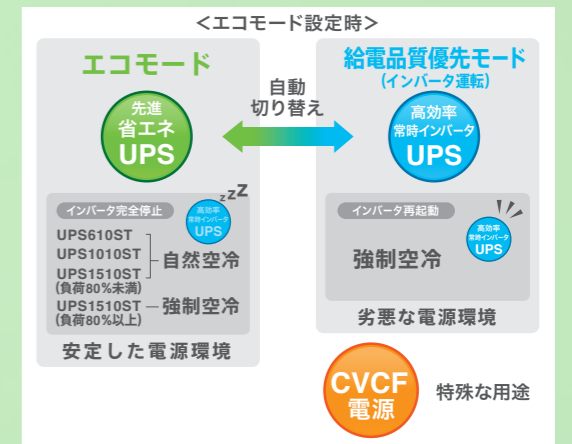 ＜エコモード設定時＞
エコモード
先進
省エネ
UPS
自動
切り替え
給電品質優先モード
(インバータ運転)
高効率
常時インバータ
UPS
インバータ完全停止
zzZ
高効率
常時インバータ
UPS
UPS610ST
UPS1010ST
UPS1510ST
(負荷80%未満)
自然空冷
UPS1510ST
(負荷80%以上)
強制空冷
安定した電源環境
インバータ再起動
高効率
常時インバータ
UPS
強制空冷
劣悪な電源環境
CVCF
電源
特殊な用途